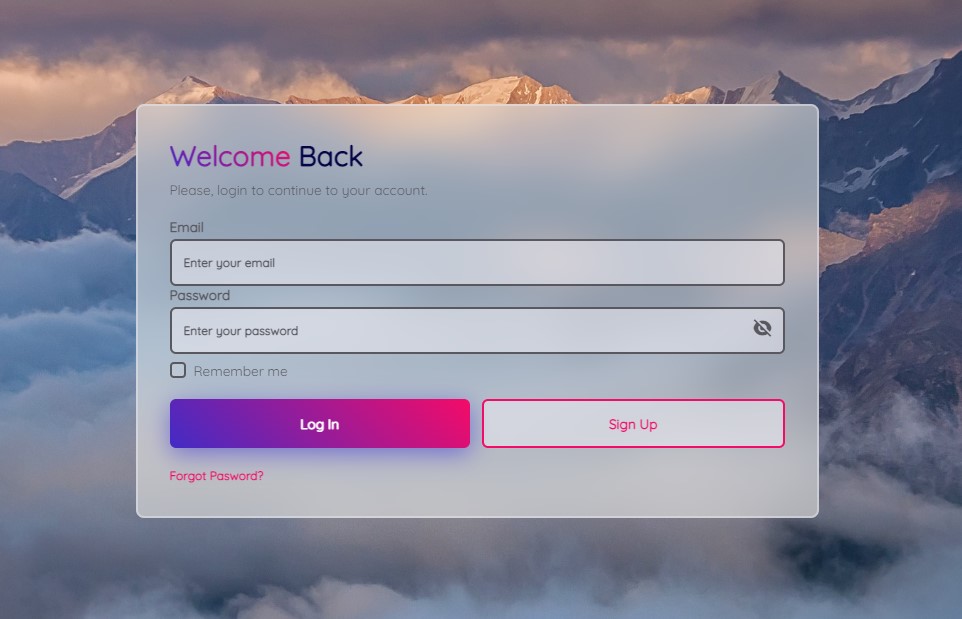 Welcome Back
Please, login to continue to your account.
Email
Enter your email
Password
Enter your password
Remember me
Log In
Sign Up
Forgot Pasword?